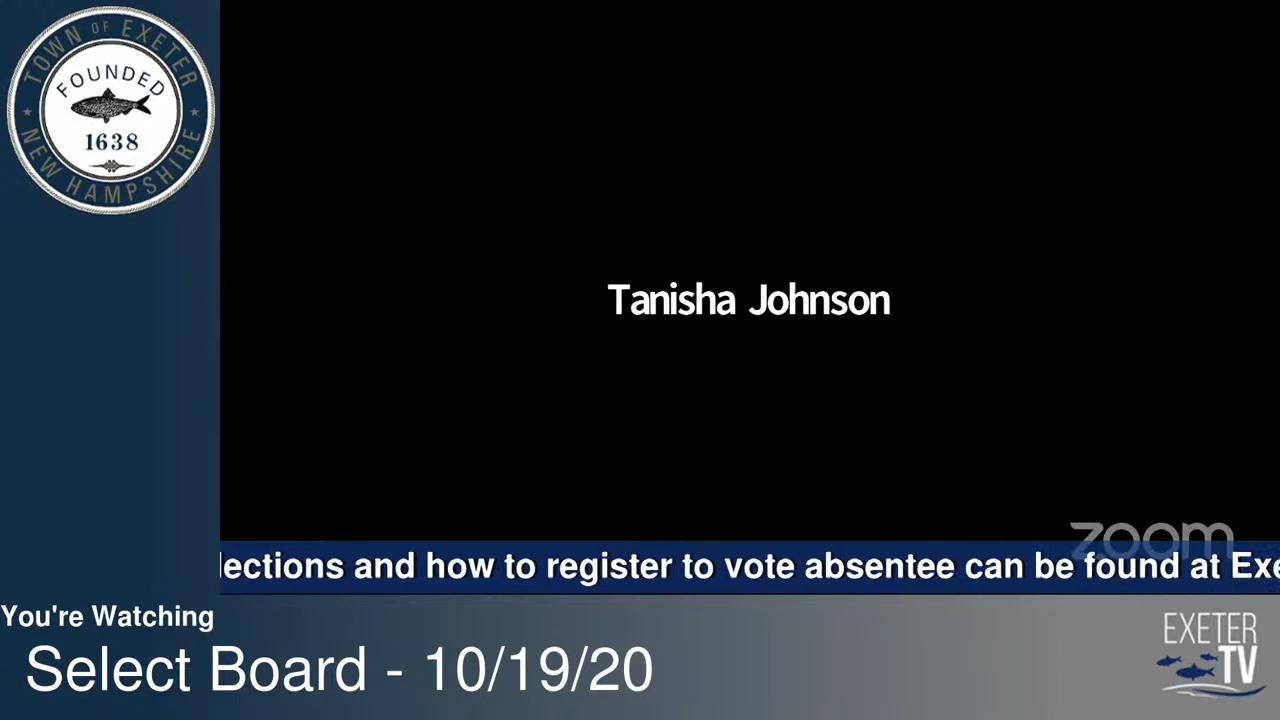 TOWN OF EXETER
FOUNDED
1638
NEW HAMPSHIRE
Tanisha Johnson
zoom
lections and how to register to vote absentee can be found at Exe
You're Watching
Select Board - 10/19/20
EXETER
TV